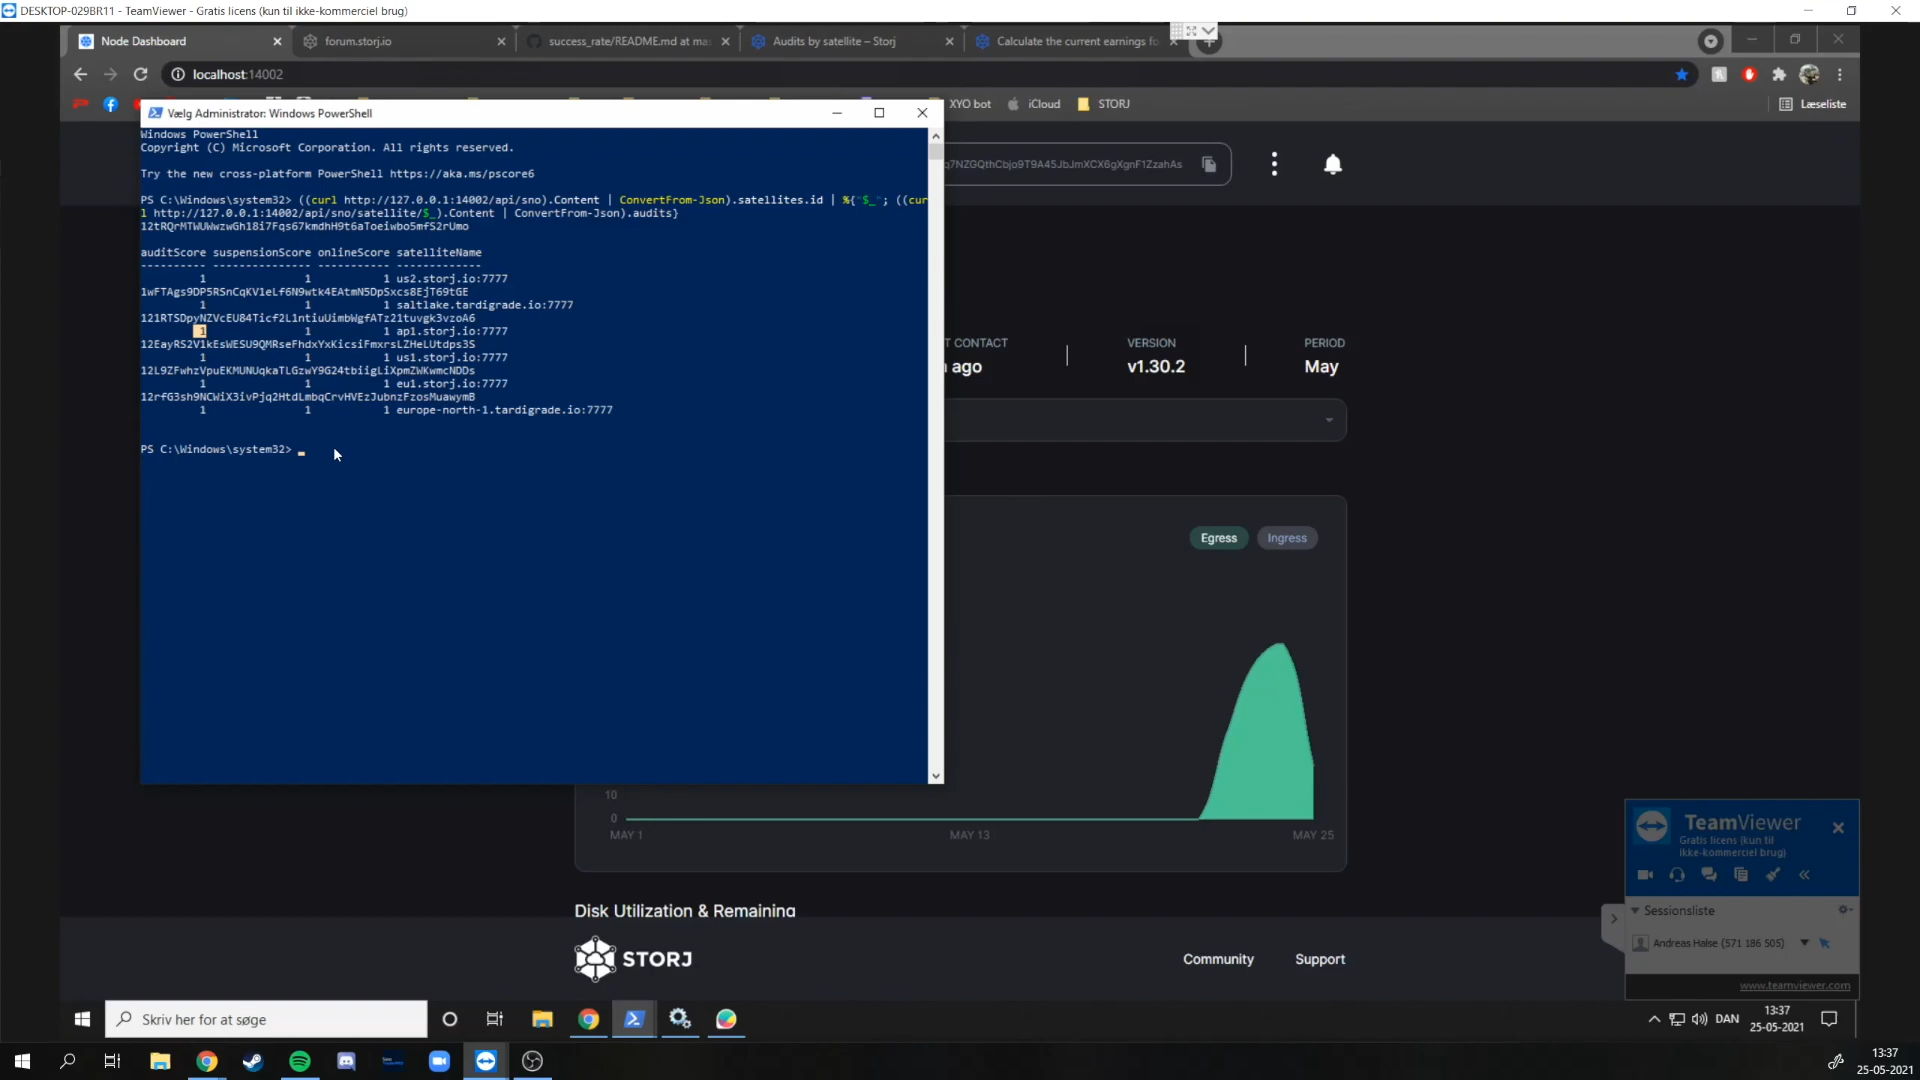 DESKTOP-029BR11 - TeamViewer - Gratis licens (kun til ikke-kommerciel brug)
Node Dashboard
forum.storj.io
success_rate/README.md at mas
Audits by satellite – Storj
Calculate the current earnings fo
localhost:14002
XYO bot
iCloud
STORJ
Læseliste
Vælg Administrator: Windows PowerShell
Windows PowerShell
Copyright (C) Microsoft Corporation. All rights reserved.
Try the new cross-platform PowerShell https://aka.ms/pscore6
PS C:\Windows\system32> ((curl http://127.0.0.1:14002/api/sno).Content | ConvertFrom-Json).satellites.id | %{"$_"; ((cur
l http://127.0.0.1:14002/api/sno/satellite/$_).Content | ConvertFrom-Json).audits}
12tRQrMTWUWwzwGh18i7Fqs67kmdhH9t6aToeiwbo5mfS2rUmo
auditScore suspensionScore onlineScore satelliteName
---------- --------------- ----------- -------------
1 1 1 us2.storj.io:7777
1wFTAgs9DP5RSnCqKV1eLf6N9wtk4EAtmN5DpSxcs8EjT69tGE
1 1 1 saltlake.tardigrade.io:7777
121RTSDpyNZVcEU84Ticf2L1ntiuUimbWgfATz21tuvgk3vzoA6
1 1 1 ap1.storj.io:7777
12EayRS2V1kEsWESU9QMRseFhdxYxKicsiFmxrsLZHeLUtdps3S
1 1 1 us1.storj.io:7777
12L9ZFwhzVpuEKMUNUqkaTLGzwY9G24tbiigLiXpmZWKwmcNDDs
1 1 1 eu1.storj.io:7777
12rfG3sh9NCWiX3ivPjq2HtdLmbqCrvHVEzJubnzFzosMuawymB
1 1 1 europe-north-1.tardigrade.io:7777
PS C:\Windows\system32>
q7NZGQthCbjo9T9A45JbJmXCX6gXgnF1ZzahAs
T CONTACT
ago
VERSION
v1.30.2
PERIOD
May
Egress
Ingress
10
0
MAY 1
MAY 13
MAY 25
Disk Utilization & Remaining
STORJ
Community
Support
TeamViewer
Gratis licens (kun til
ikke-kommerciel brug)
Sessionsliste
Andreas Halse (571 186 505)
www.teamviewer.com
Skriv her for at søge
DAN
13:37
25-05-2021
13:37
25-05-2021